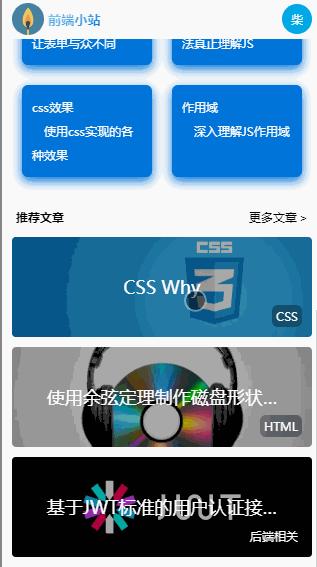 前端小站
柴
让表单与众不同
法真正理解JS
css效果
使用css实现的各
种效果
作用域
深入理解JS作用域
推荐文章
更多文章 >
CSS
CSS Why
CSS
使用余弦定理制作磁盘形状...
HTML
基于JWT标准的用户认证接...
后端相关